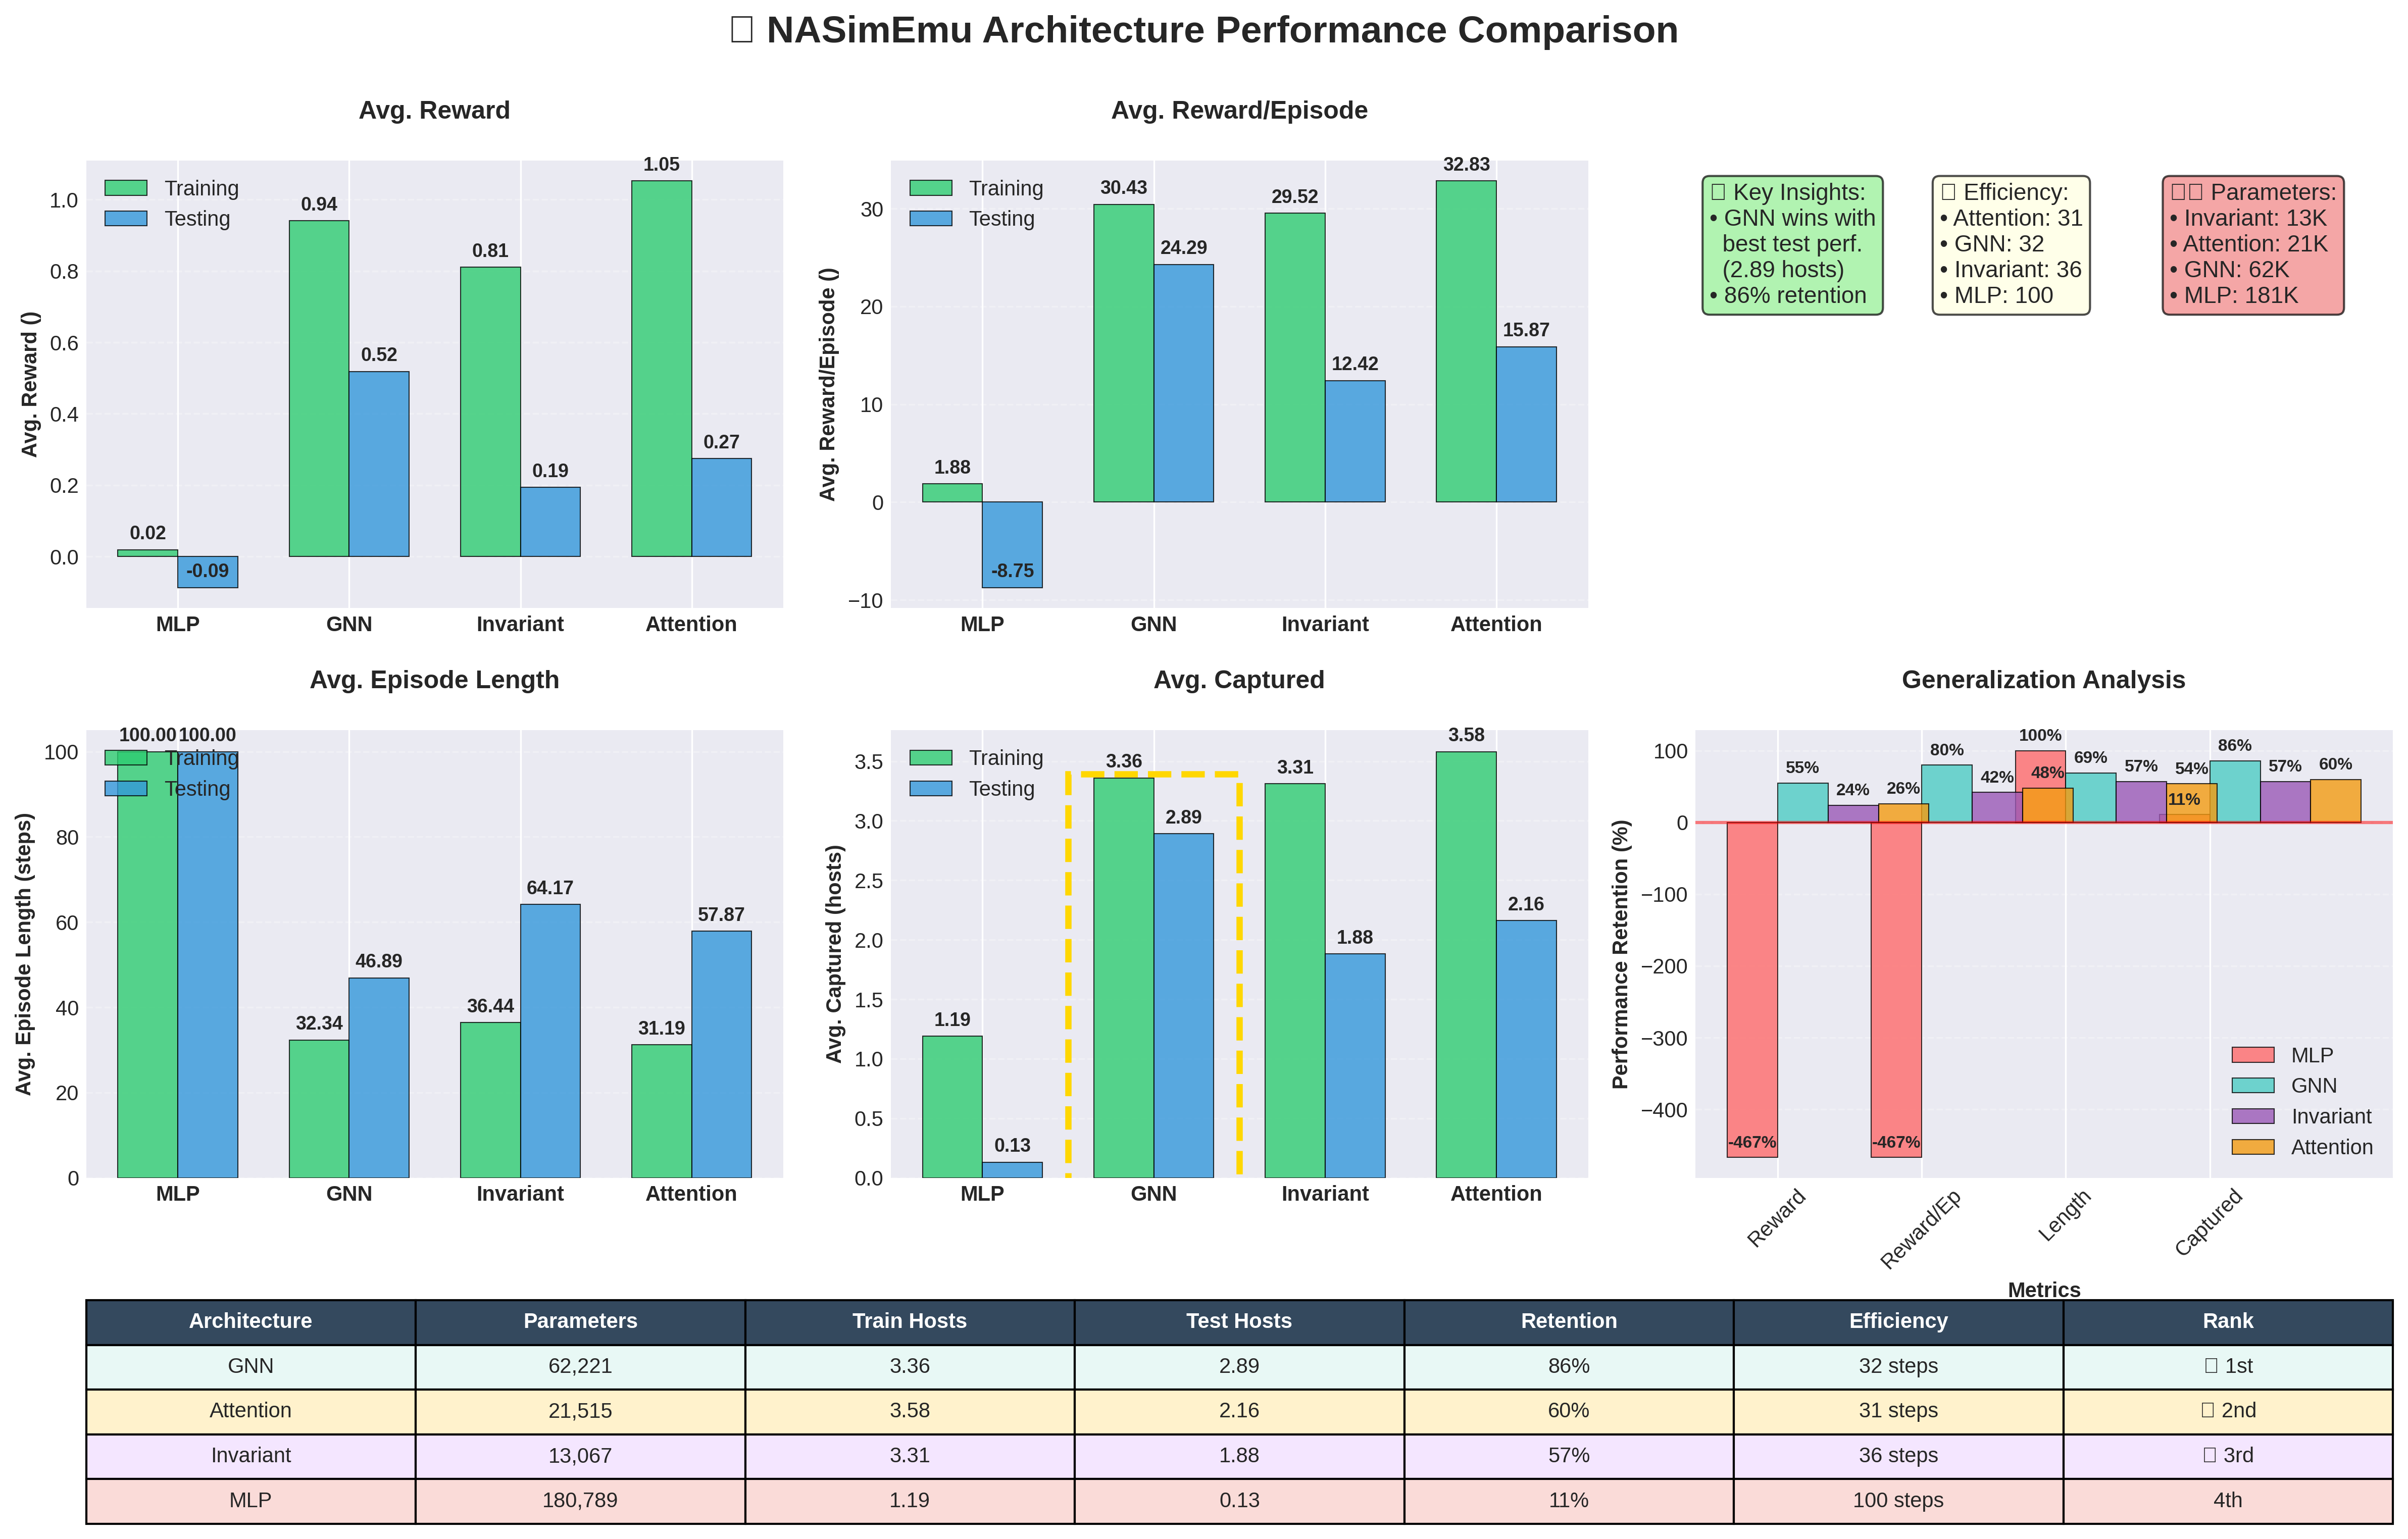 NASimEmu Architecture Performance Comparison
Avg. Reward
Avg. Reward ()
1.0
0.8
0.6
0.4
0.2
0.0
Training
Testing
0.02
-0.09
0.94
0.52
0.81
0.19
1.05
0.27
MLP GNN Invariant Attention
Avg. Reward/Episode
Avg. Reward/Episode ()
30
20
10
0
−10
Training
Testing
1.88
-8.75
30.43
24.29
29.52
12.42
32.83
15.87
MLP GNN Invariant Attention
Key Insights:
• GNN wins with
best test perf.
(2.89 hosts)
• 86% retention
Efficiency:
• Attention: 31
• GNN: 32
• Invariant: 36
• MLP: 100
Parameters:
• Invariant: 13K
• Attention: 21K
• GNN: 62K
• MLP: 181K
Avg. Episode Length
Avg. Episode Length (steps)
100
80
60
40
20
0
Training
Testing
100.00 100.00
32.34
46.89
36.44
64.17
31.19
57.87
MLP GNN Invariant Attention
Avg. Captured
Avg. Captured (hosts)
3.5
3.0
2.5
2.0
1.5
1.0
0.5
0.0
Training
Testing
1.19
0.13
3.36
2.89
3.31
1.88
3.58
2.16
MLP GNN Invariant Attention
Generalization Analysis
Performance Retention (%)
100
0
−100
−200
−300
−400
-467%
55%
24%
26%
-467%
80%
42%
48%
100%
69%
57%
54%
11%
86%
57%
60%
MLP
GNN
Invariant
Attention
Reward Reward/Ep Length Captured
Metrics
Architecture Parameters Train Hosts Test Hosts Retention Efficiency Rank
GNN 62,221 3.36 2.89 86% 32 steps 1st
Attention 21,515 3.58 2.16 60% 31 steps 2nd
Invariant 13,067 3.31 1.88 57% 36 steps 3rd
MLP 180,789 1.19 0.13 11% 100 steps 4th